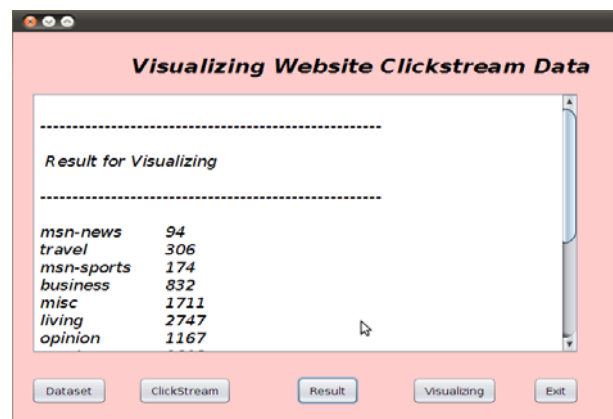 Visualizing Website Clickstream Data
-----------------------------------------------------
Result for Visualizing
-----------------------------------------------------
msn-news 94
travel 306
msn-sports 174
business 832
misc 1711
living 2747
opinion 1167
Dataset ClickStream Result Visualizing Exit